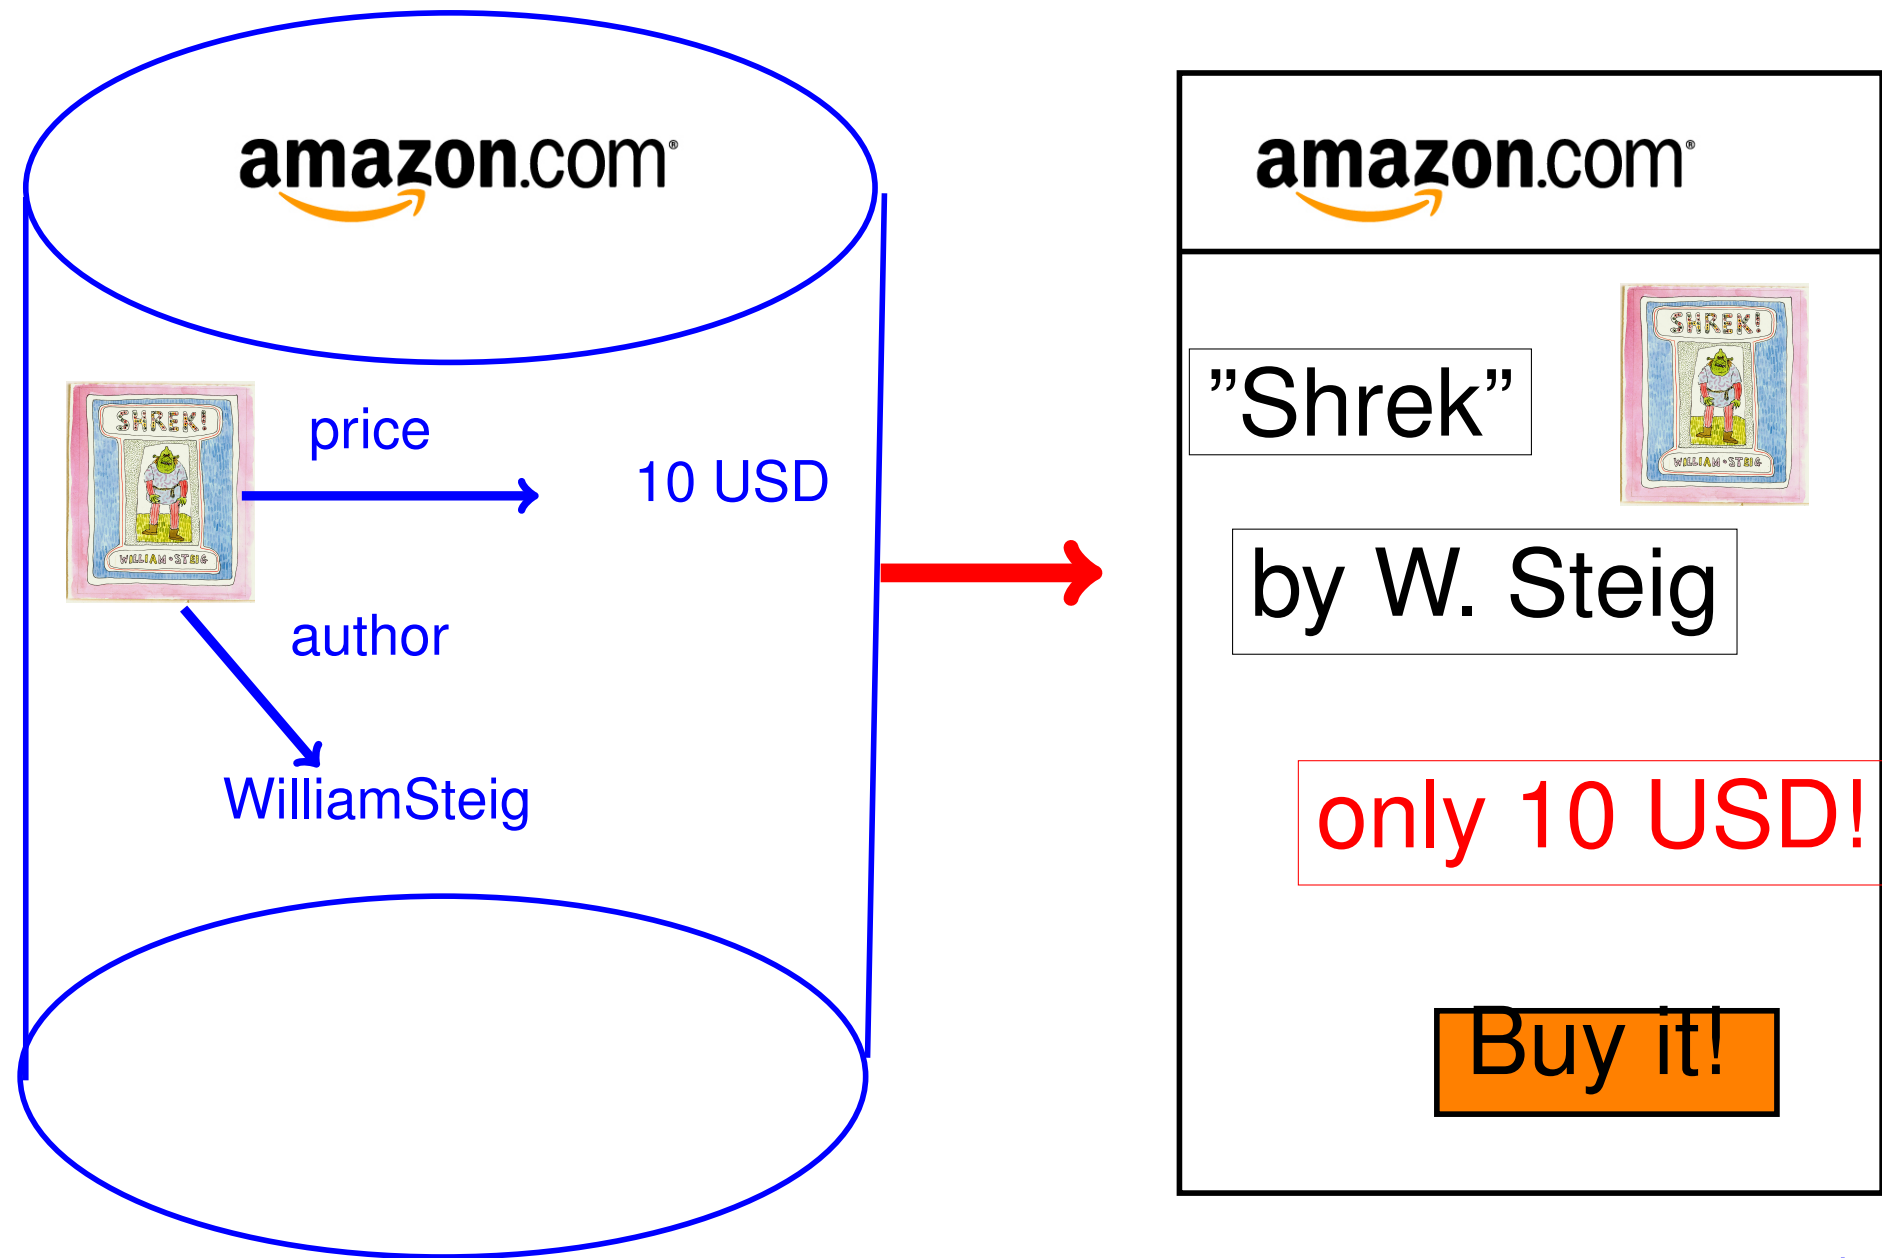 amazon.com®
SHREK!
WILLIAM·STEIG
price
10 USD
author
WilliamSteig
amazon.com®
SHREK!
WILLIAM·STEIG
”Shrek”
by W. Steig
only 10 USD!
Buy it!